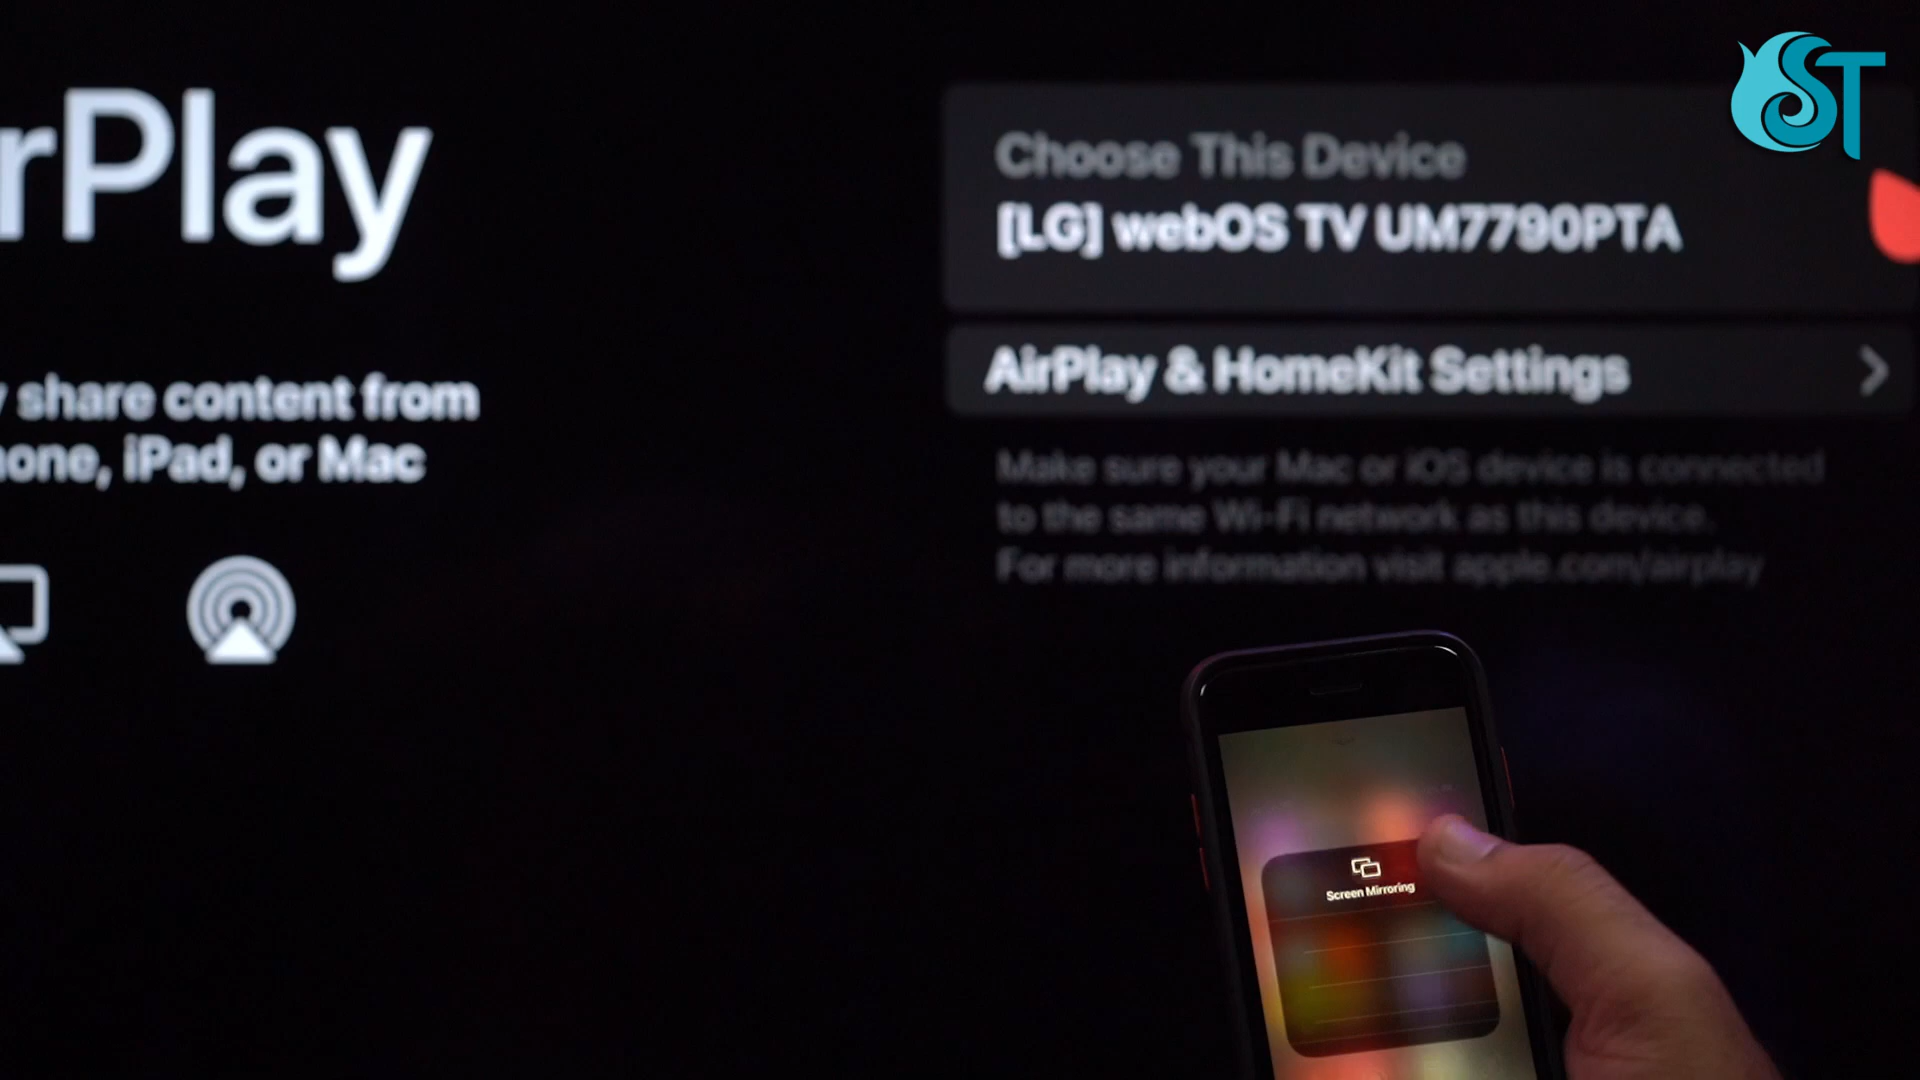 rPlay
share content from
one, iPad, or Mac
Choose This Device
[LG] webOS TV UM7790PTA
AirPlay & HomeKit Settings
Make sure your Mac or iOS device is connected
to the same Wi-Fi network as this device.
For more information visit apple.com/airplay
Screen Mirroring
ST